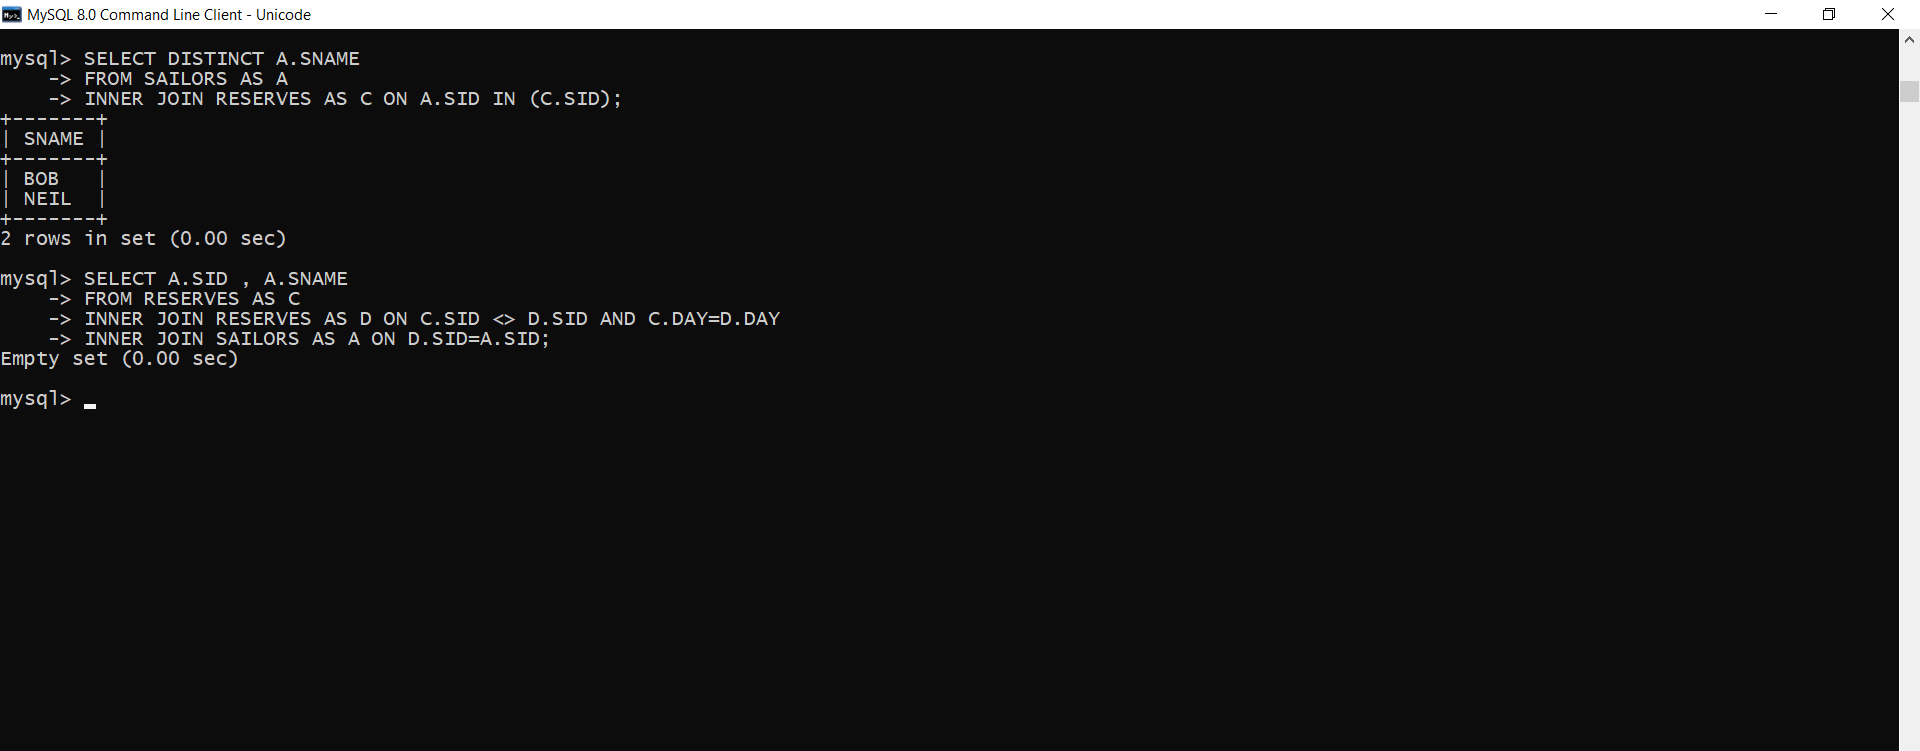 MySQL 8.0 Command Line Client - Unicode
mysql> SELECT DISTINCT A.SNAME
    -> FROM SAILORS AS A
    -> INNER JOIN RESERVES AS C ON A.SID IN (C.SID);
+-------+
| SNAME |
+-------+
| BOB   |
| NEIL  |
+-------+
2 rows in set (0.00 sec)
mysql> SELECT A.SID , A.SNAME
    -> FROM RESERVES AS C
    -> INNER JOIN RESERVES AS D ON C.SID <> D.SID AND C.DAY=D.DAY
    -> INNER JOIN SAILORS AS A ON D.SID=A.SID;
Empty set (0.00 sec)
mysql> _